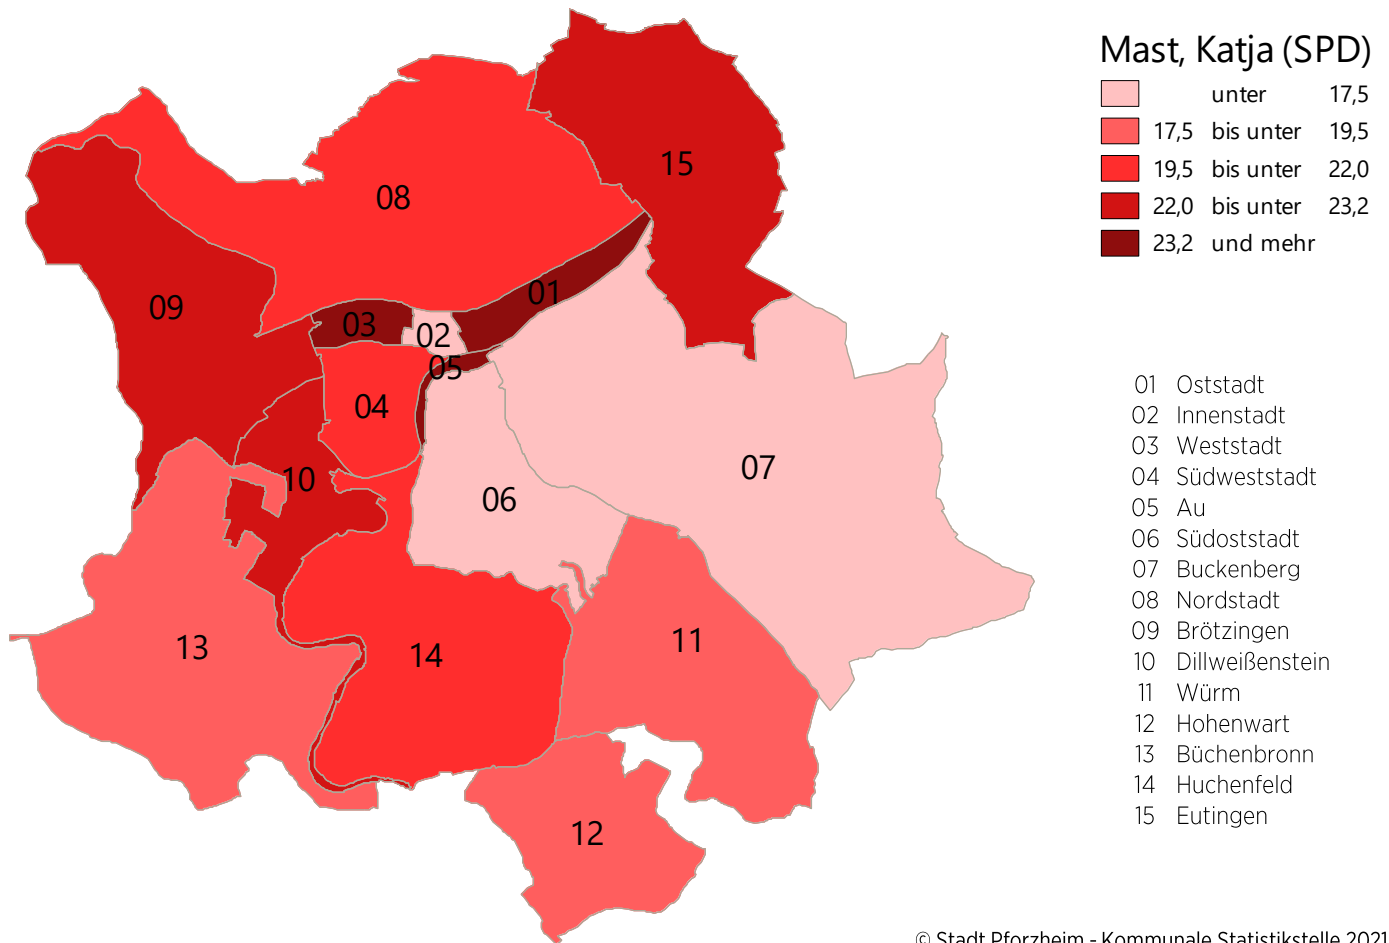 Mast, Katja (SPD)
unter 17,5
17,5 bis unter 19,5
19,5 bis unter 22,0
22,0 bis unter 23,2
23,2 und mehr
15
08
01
09
03
02
05
04
07
10
06
11
13
14
12
01 Oststadt
02 Innenstadt
03 Weststadt
04 Südweststadt
05 Au
06 Südoststadt
07 Buckenberg
08 Nordstadt
09 Brötzingen
10 Dillweißenstein
11 Würm
12 Hohenwart
13 Büchenbronn
14 Huchenfeld
15 Eutingen
© Stadt Pforzheim - Kommunale Statistikstelle 2021